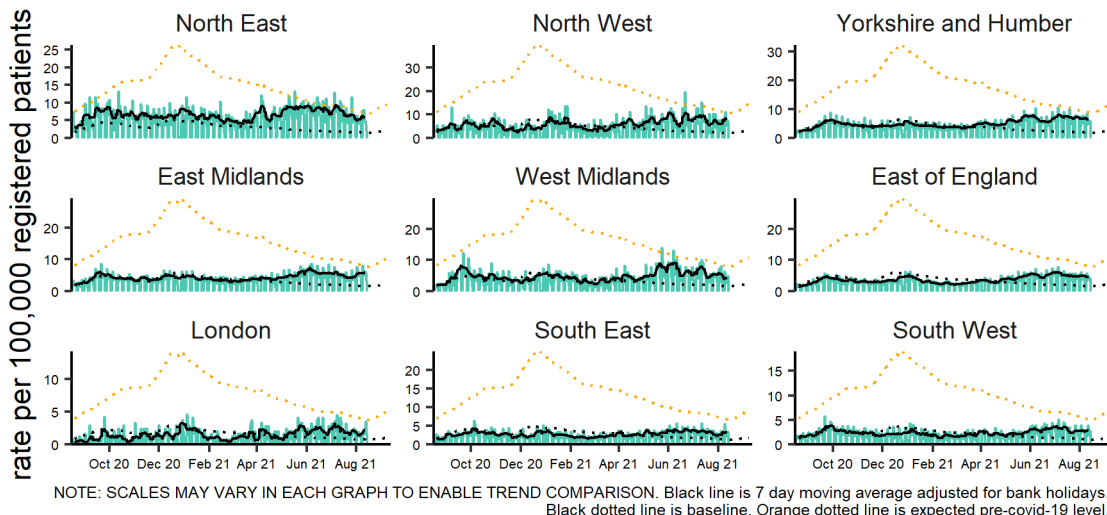 rate per 100,000 registered patients
North East
25
20
15
10
5
0
North West
30
20
10
0
Yorkshire and Humber
30
20
10
0
East Midlands
20
10
0
West Midlands
20
10
0
East of England
20
10
0
London
10
5
0
South East
20
15
10
5
0
South West
15
10
5
0
Oct 20 Dec 20 Feb 21 Apr 21 Jun 21 Aug 21
Oct 20 Dec 20 Feb 21 Apr 21 Jun 21 Aug 21
Oct 20 Dec 20 Feb 21 Apr 21 Jun 21 Aug 21
NOTE: SCALES MAY VARY IN EACH GRAPH TO ENABLE TREND COMPARISON. Black line is 7 day moving average adjusted for bank holidays.
Black dotted line is baseline. Orange dotted line is expected pre-covid-19 level